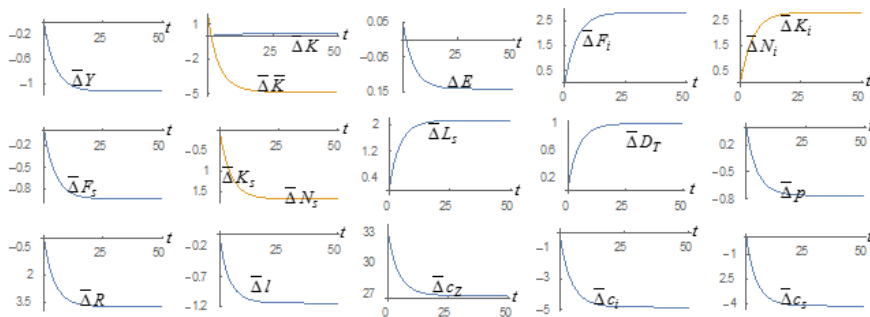 −0.2 25 50 t
−1 Δ̅Y
1 25 50 t
Δ̅K
−5 Δ̅K̅
0.05 25 50 t
−0.05
0.15 ΔE
2.5
1.5 Δ̅F_i
0.5
0 25 50 t
2.5 Δ̅K_i
1.5 Δ̅N_i
0.5
0 25 50 t
−0.2 25 50 t
−0.8 Δ̅F_s
−0.5 25 50 t
1 Δ̅K_s
1.5 Δ̅N_s
2 Δ̅L_s
1.2
0.4
0 25 50 t
1 Δ̅D_T
0.6
0.2
0 25 50 t
0.2 25 50 t
−0.5
−0.8 Δ̅p
−0.5 25 50 t
2
3.5 Δ̅R
−0.2 25 50 t
−0.7 Δ̅l
−1.2
33
30
27 Δ̅c_Z
0 25 50 t
−1 25 50 t
−3
−5 Δ̅c_i
−1 25 50 t
2.5
−4 Δ̅c_s